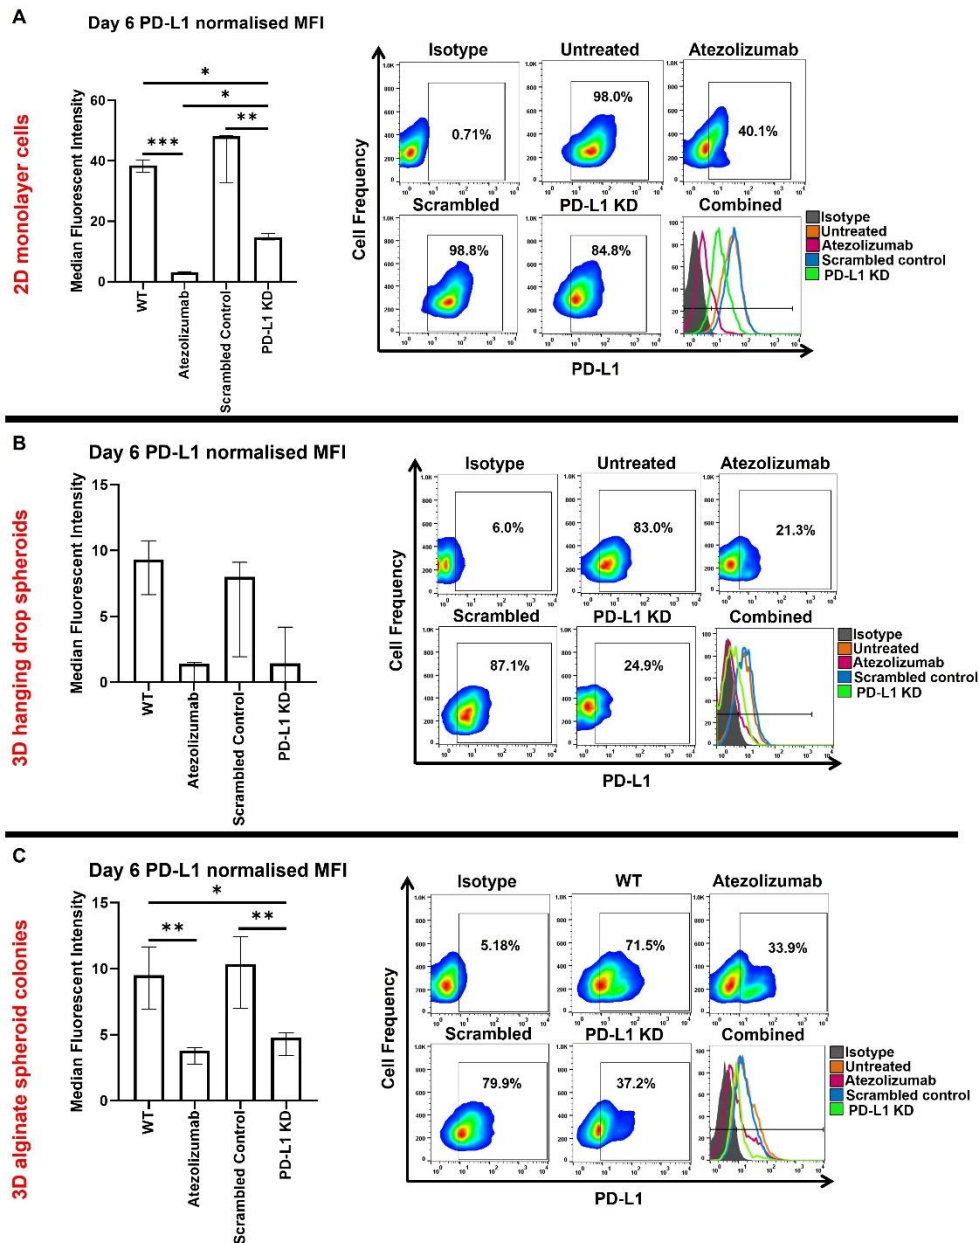 A
Day 6 PD-L1 normalised MFI
2D monolayer cells
Median Fluorescent Intensity
60
40
20
0
*
*
**
***
WT
Atezolizumab
Scrambled Control
PD-L1 KD
Cell Frequency
Isotype
Untreated
Atezolizumab
0.71%
98.0%
40.1%
Scrambled
PD-L1 KD
Combined
98.8%
84.8%
Isotype
Untreated
Atezolizumab
Scrambled control
PD-L1 KD
PD-L1
B
Day 6 PD-L1 normalised MFI
3D hanging drop spheroids
Median Fluorescent Intensity
15
10
5
0
WT
Atezolizumab
Scrambled Control
PD-L1 KD
Cell Frequency
Isotype
Untreated
Atezolizumab
6.0%
83.0%
21.3%
Scrambled
PD-L1 KD
Combined
87.1%
24.9%
Isotype
Untreated
Atezolizumab
Scrambled control
PD-L1 KD
PD-L1
C
Day 6 PD-L1 normalised MFI
3D alginate spheroid colonies
Median Fluorescent Intensity
15
10
5
0
*
**
**
WT
Atezolizumab
Scrambled Control
PD-L1 KD
Cell Frequency
Isotype
WT
Atezolizumab
5.18%
71.5%
33.9%
Scrambled
PD-L1 KD
Combined
79.9%
37.2%
Isotype
Untreated
Atezolizumab
Scrambled control
PD-L1 KD
PD-L1